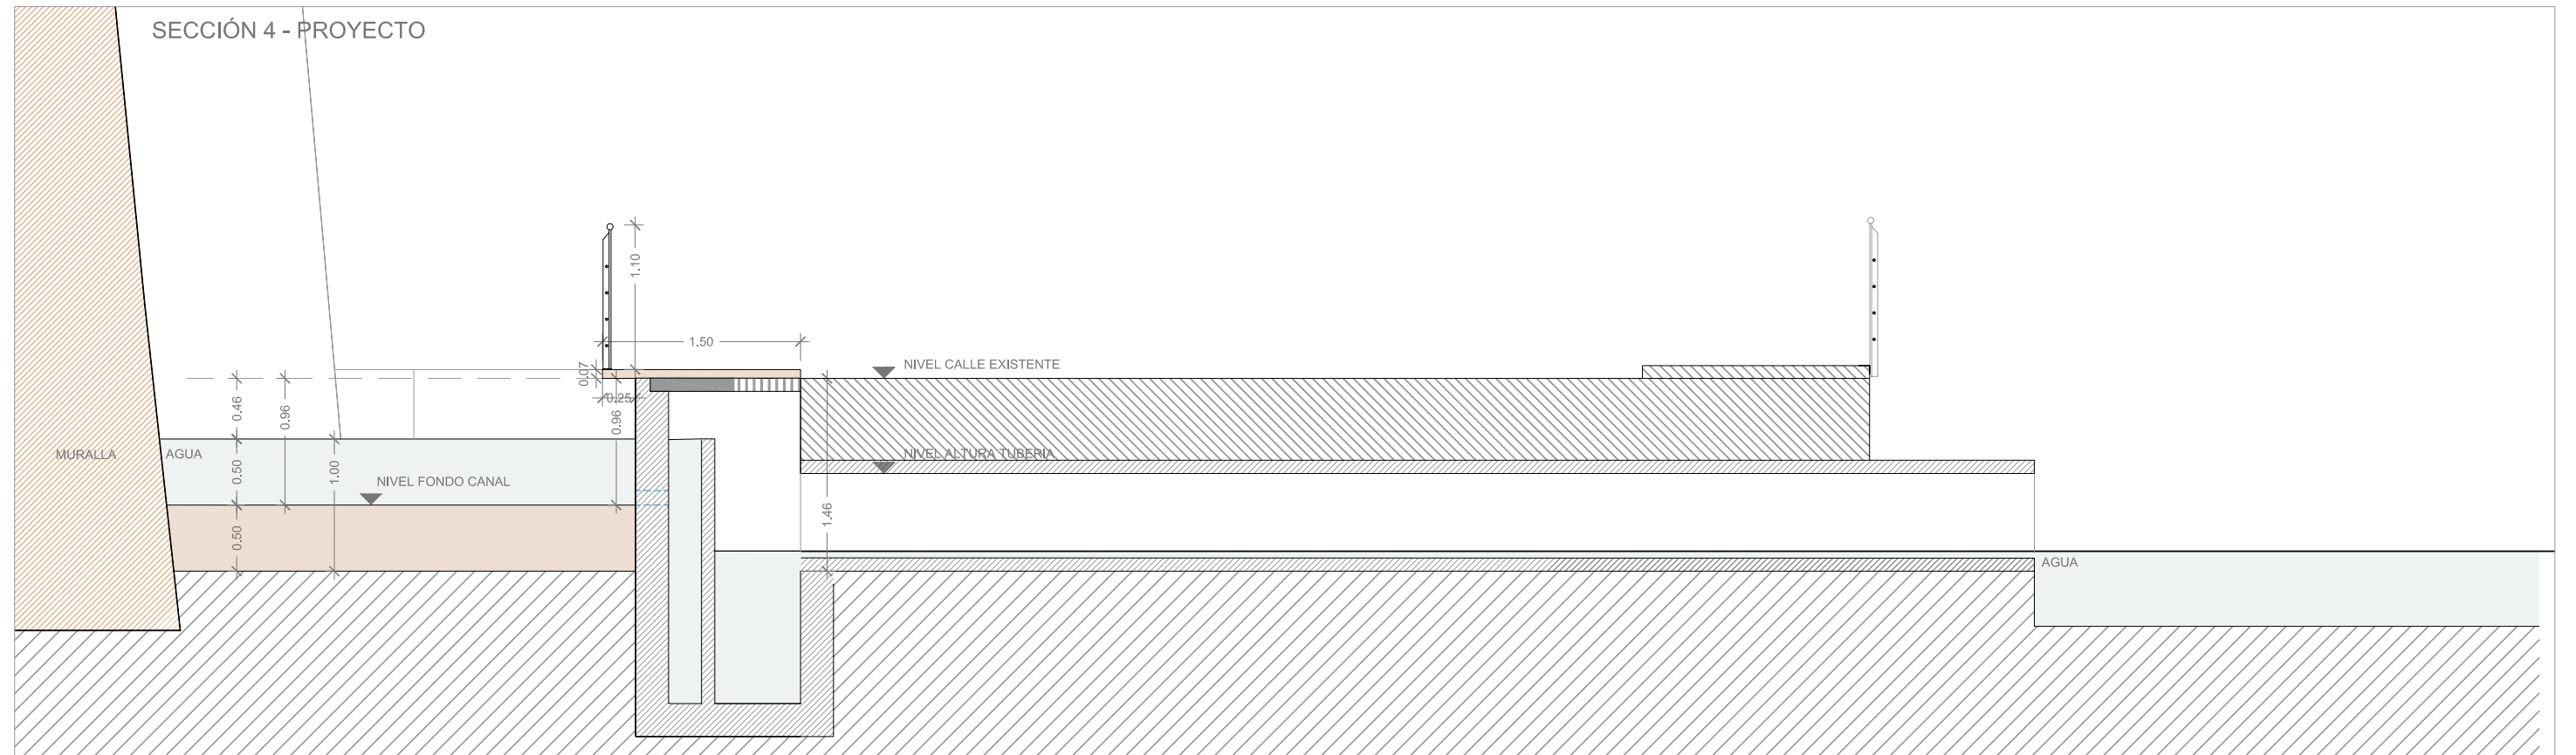 SECCIÓN 4 - PROYECTO
1.10
1.50
NIVEL CALLE EXISTENTE
0.07
0.25
0.46
0.96
0.96
MURALLA
AGUA
NIVEL ALTURA TUBERÍA
0.50
1.00
NIVEL FONDO CANAL
1.46
0.50
AGUA